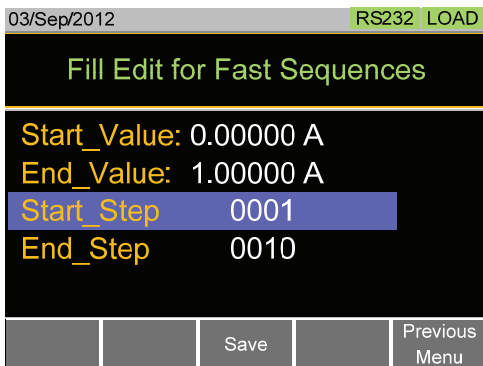 03/Sep/2012 RS232 LOAD
Fill Edit for Fast Sequences
Start_Value: 0.00000 A
End_Value: 1.00000 A
Start_Step 0001
End_Step 0010
Save
Previous
Menu